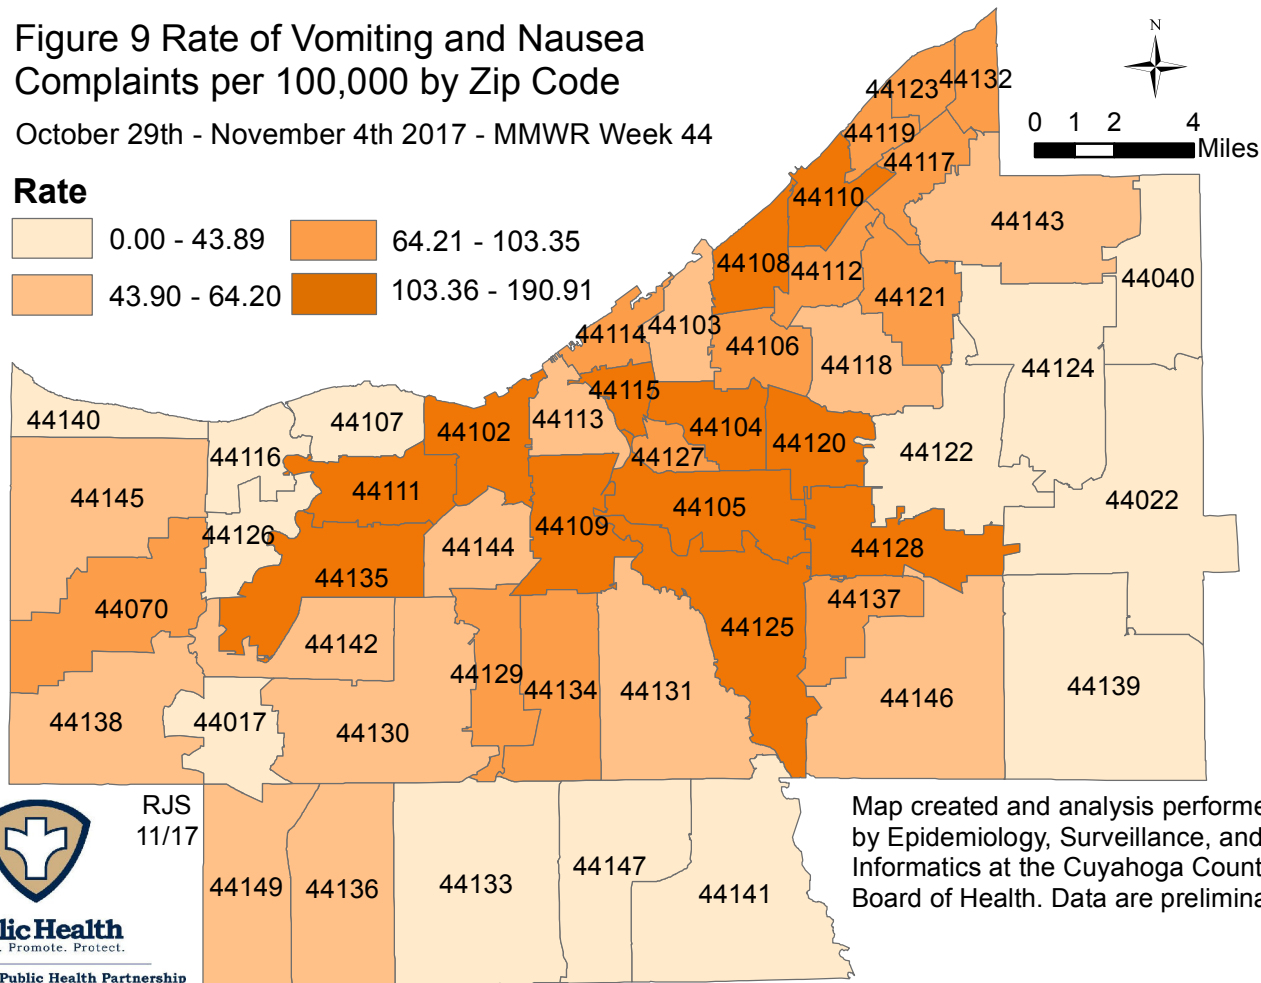 Figure 9 Rate of Vomiting and Nausea
Complaints per 100,000 by Zip Code
October 29th - November 4th 2017 - MMWR Week 44
Rate
0.00 - 43.89
64.21 - 103.35
43.90 - 64.20
103.36 - 190.91
N
0 1 2 4
Miles
44123
44132
44119
44117
44110
44143
44108
44112
44040
44121
44114
44103
44106
44118
44124
44115
44140
44107
44102
44113
44104
44120
44127
44122
44116
44145
44111
44105
44022
44126
44109
44144
44128
44135
44070
44137
44142
44125
44129
44134
44131
44139
44146
44138
44017
44130
RJS
11/17
44149
44136
44133
44147
44141
Map created and analysis performe
by Epidemiology, Surveillance, and
Informatics at the Cuyahoga Count
Board of Health. Data are prelimina
lic Health
. Promote. Protect.
Public Health Partnership